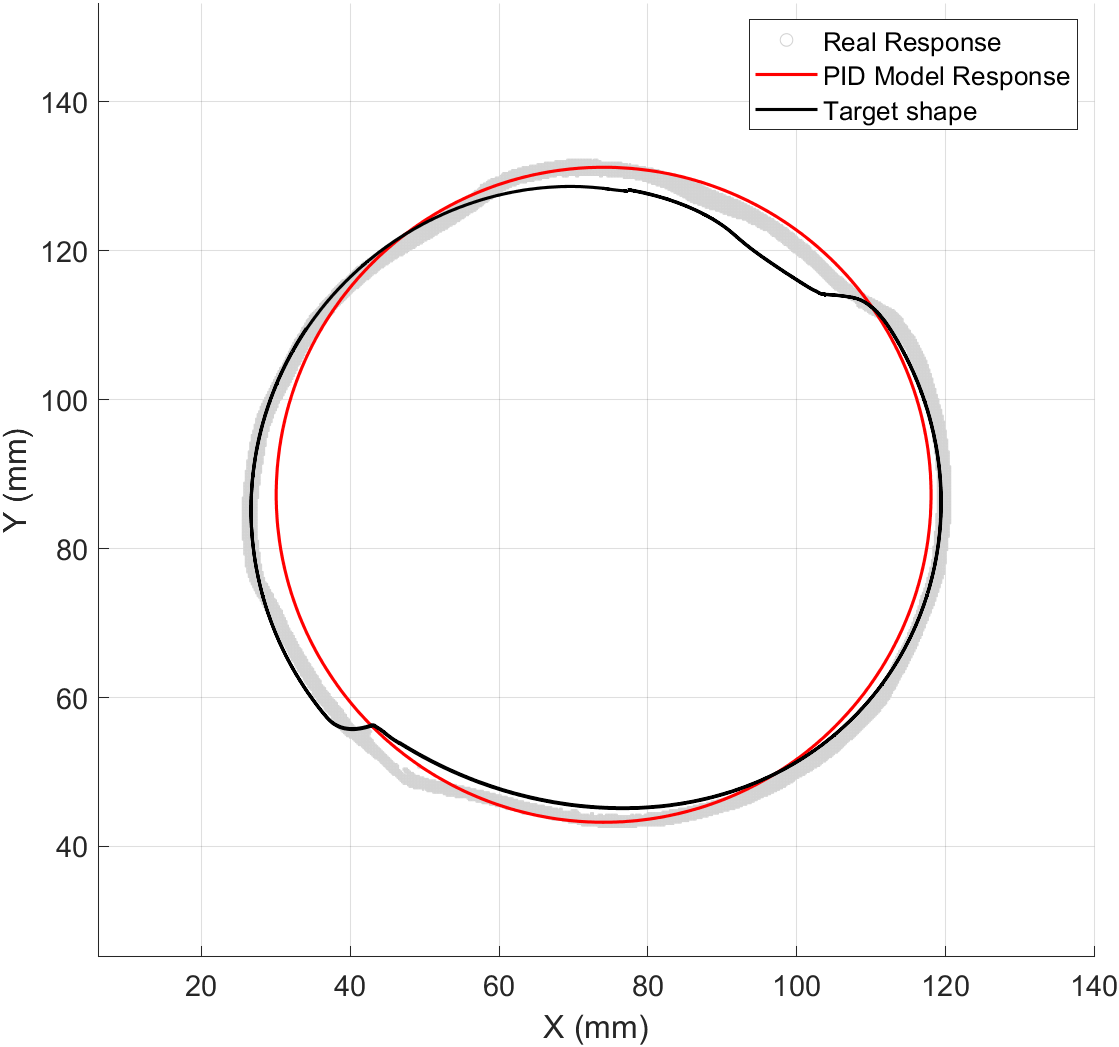 Real Response
PID Model Response
Target shape
140
120
100
80
60
40
Y (mm)
20 40 60 80 100 120 140
X (mm)